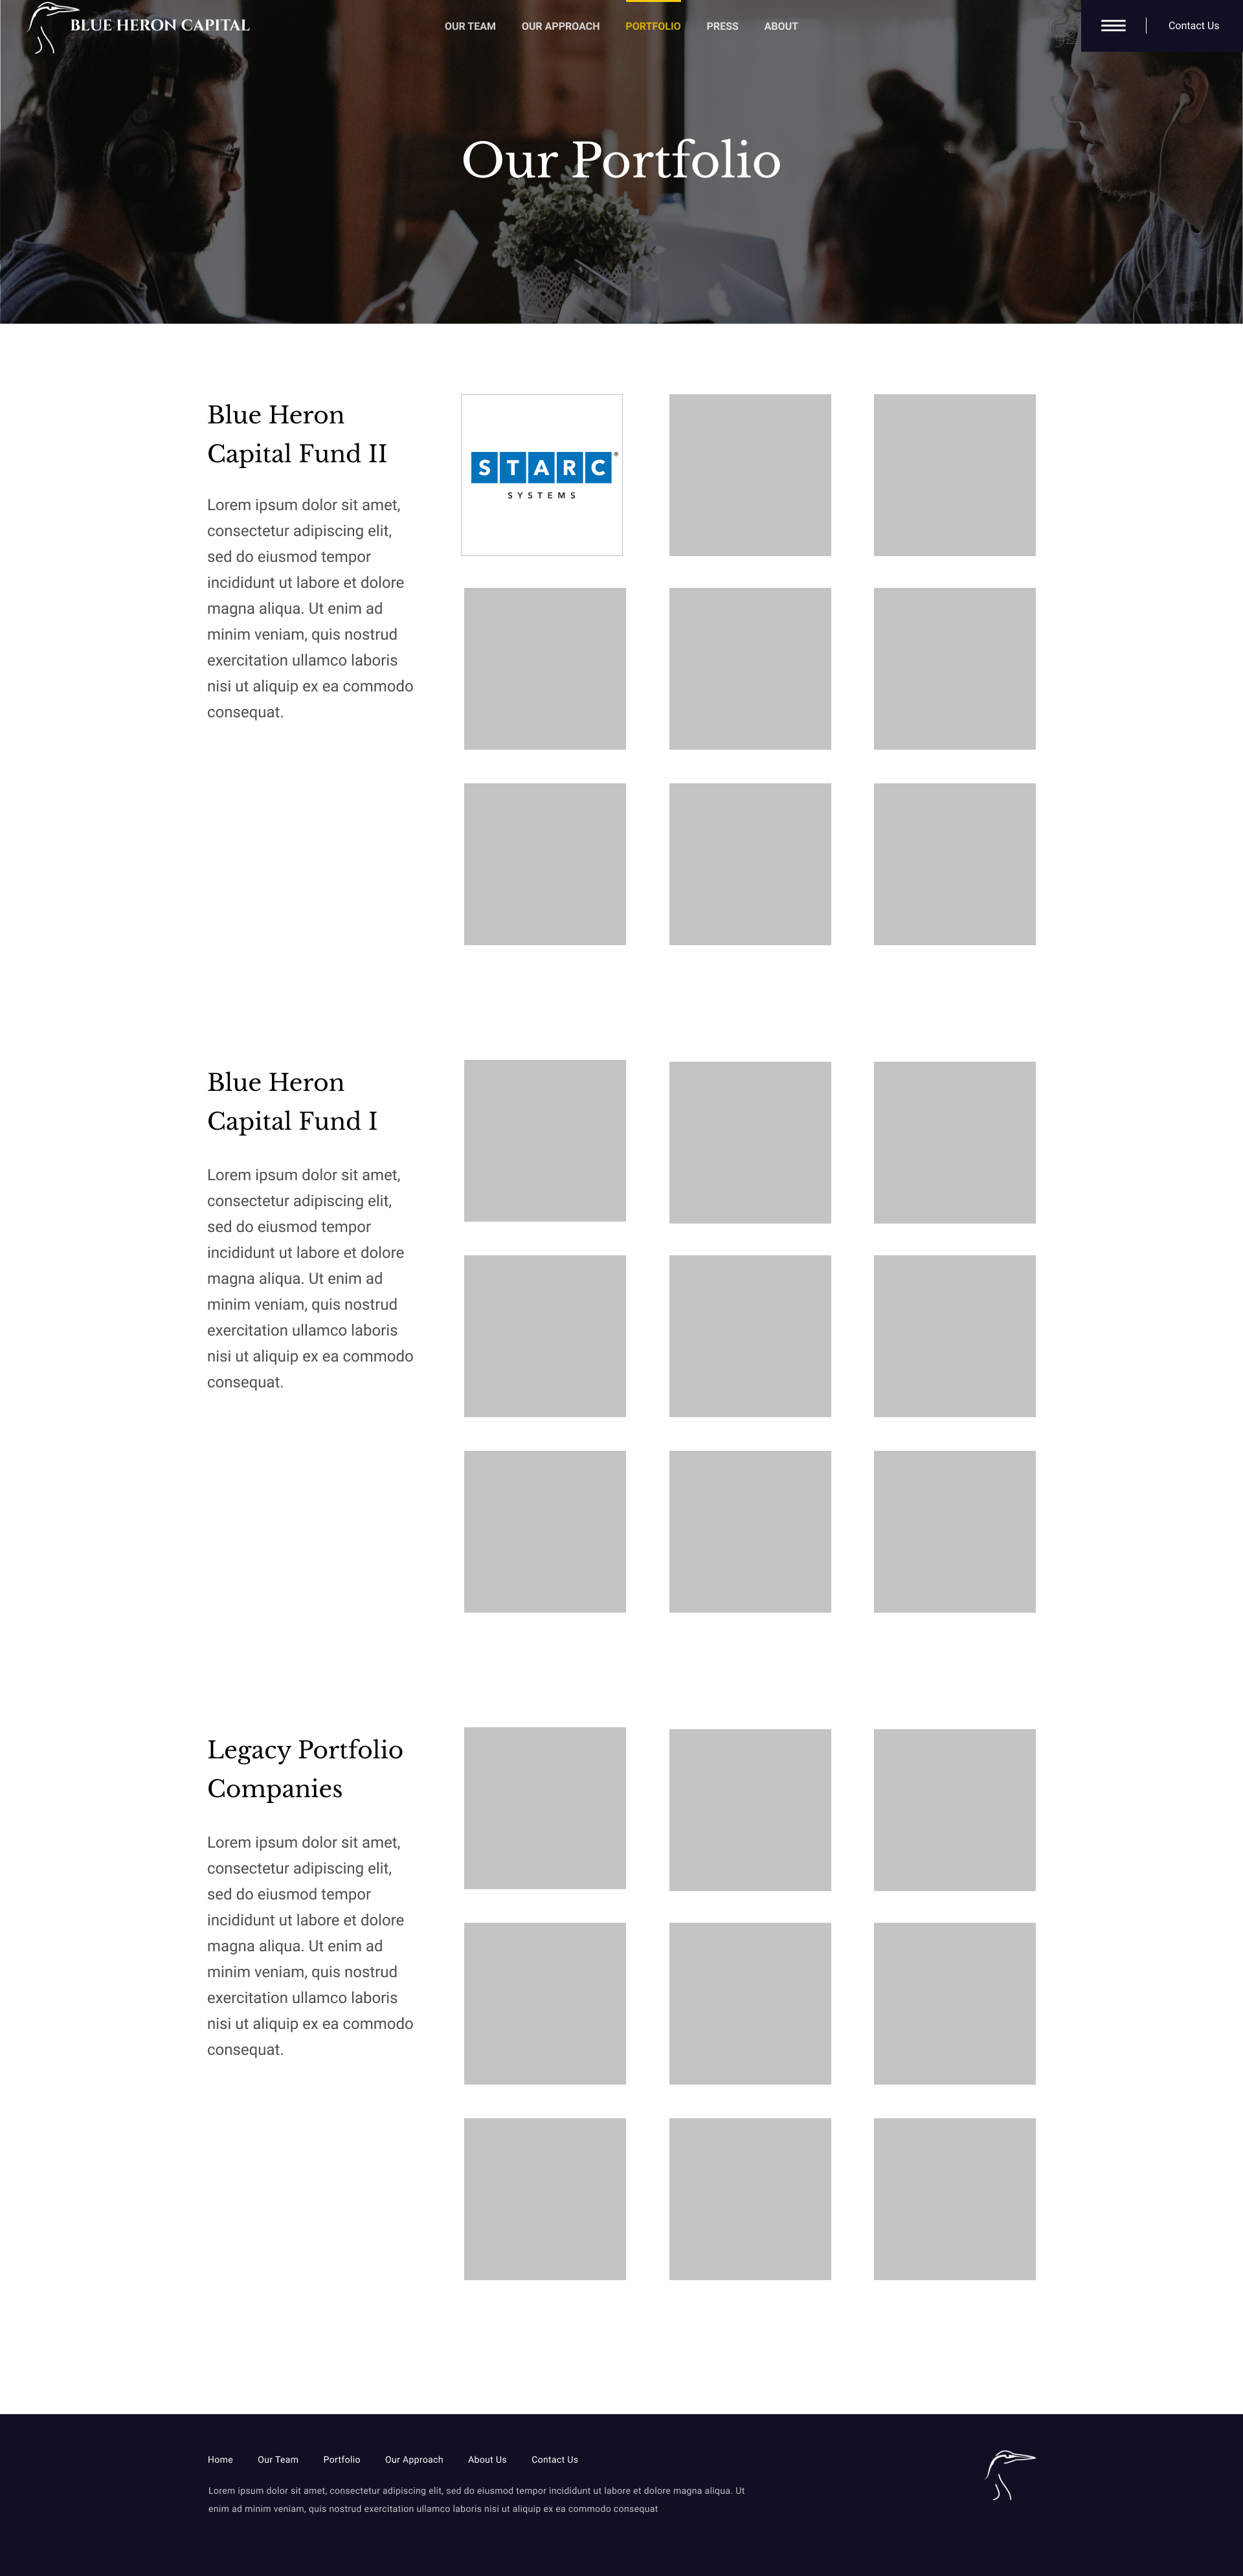 BLUE HERON CAPITAL
OUR TEAM
OUR APPROACH
PORTFOLIO
PRESS
ABOUT
Contact Us
Our Portfolio
Blue Heron
Capital Fund II
Lorem ipsum dolor sit amet,
consectetur adipiscing elit,
sed do eiusmod tempor
incididunt ut labore et dolore
magna aliqua. Ut enim ad
minim veniam, quis nostrud
exercitation ullamco laboris
nisi ut aliquip ex ea commodo
consequat.
STARC®
SYSTEMS
Blue Heron
Capital Fund I
Lorem ipsum dolor sit amet,
consectetur adipiscing elit,
sed do eiusmod tempor
incididunt ut labore et dolore
magna aliqua. Ut enim ad
minim veniam, quis nostrud
exercitation ullamco laboris
nisi ut aliquip ex ea commodo
consequat.
Legacy Portfolio
Companies
Lorem ipsum dolor sit amet,
consectetur adipiscing elit,
sed do eiusmod tempor
incididunt ut labore et dolore
magna aliqua. Ut enim ad
minim veniam, quis nostrud
exercitation ullamco laboris
nisi ut aliquip ex ea commodo
consequat.
Home
Our Team
Portfolio
Our Approach
About Us
Contact Us
Lorem ipsum dolor sit amet, consectetur adipiscing elit, sed do eiusmod tempor incididunt ut labore et dolore magna aliqua. Ut
enim ad minim veniam, quis nostrud exercitation ullamco laboris nisi ut aliquip ex ea commodo consequat